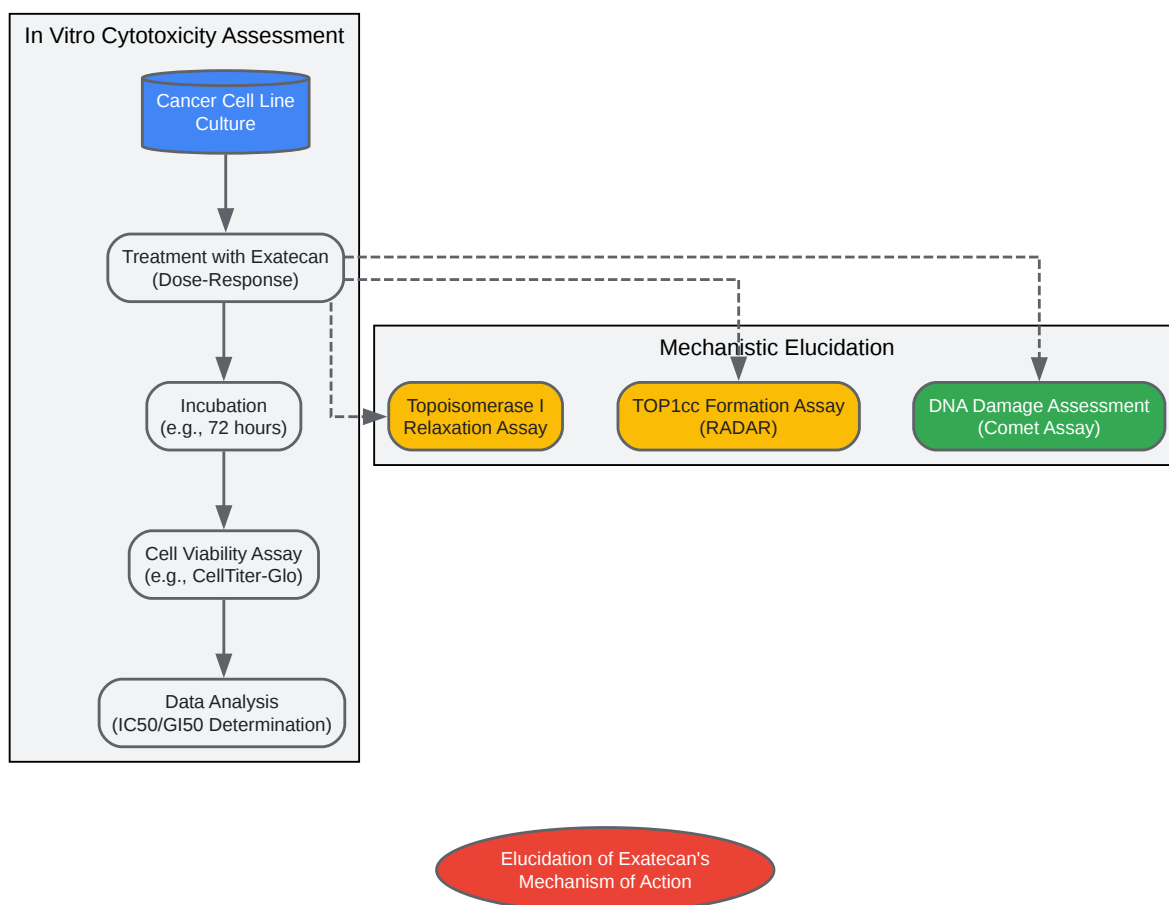 In Vitro Cytotoxicity Assessment
Cancer Cell Line
Culture
Treatment with Exatecan
(Dose-Response)
Incubation
(e.g., 72 hours)
Cell Viability Assay
(e.g., CellTiter-Glo)
Data Analysis
(IC50/GI50 Determination)
Mechanistic Elucidation
Topoisomerase I
Relaxation Assay
TOP1cc Formation Assay
(RADAR)
DNA Damage Assessment
(Comet Assay)
Elucidation of Exatecan's
Mechanism of Action